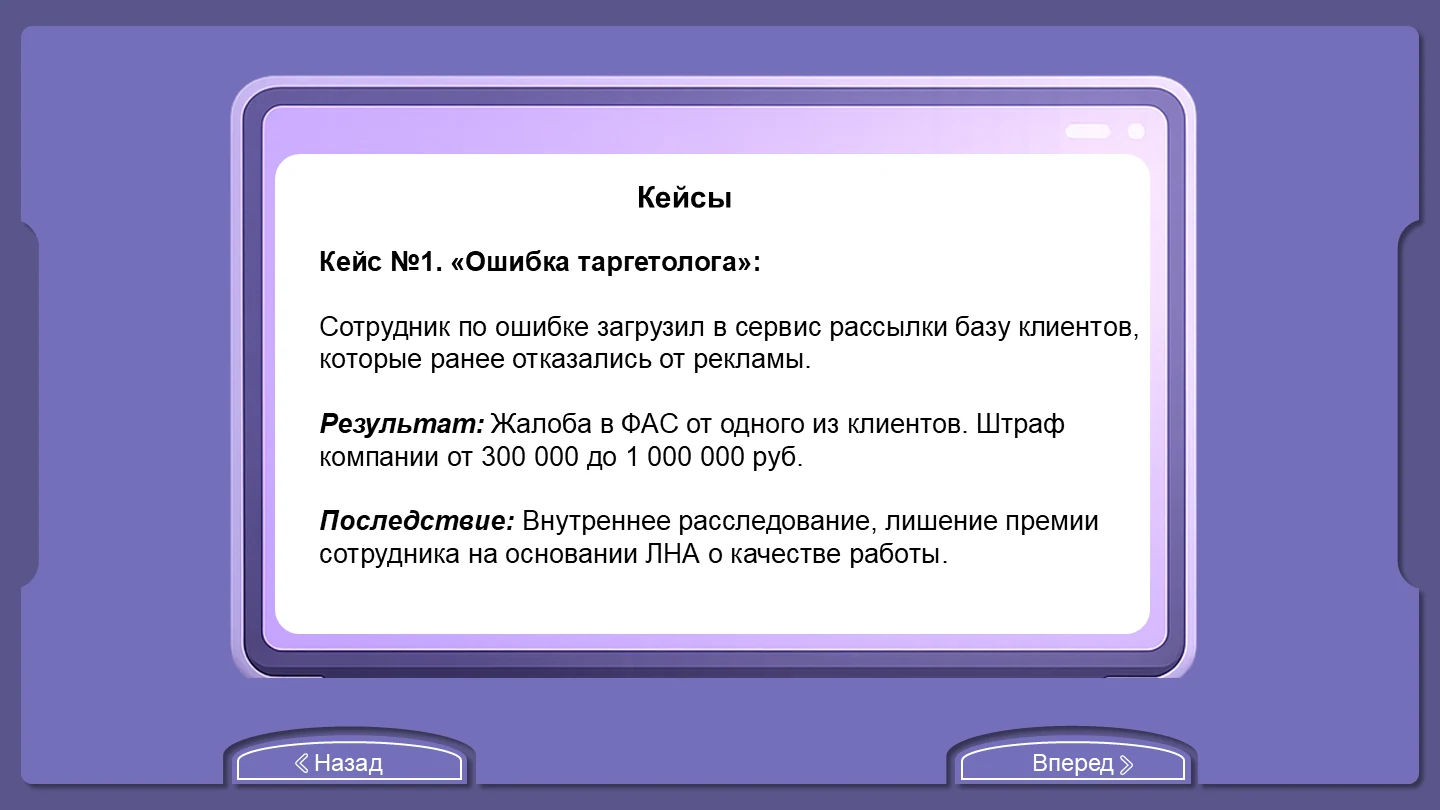 Кейсы
Кейс №1. «Ошибка таргетолога»:
Сотрудник по ошибке загрузил в сервис рассылки базу клиентов,
которые ранее отказались от рекламы.
Результат: Жалоба в ФАС от одного из клиентов. Штраф
компании от 300 000 до 1 000 000 руб.
Последствие: Внутреннее расследование, лишение премии
сотрудника на основании ЛНА о качестве работы.
Назад
Вперед